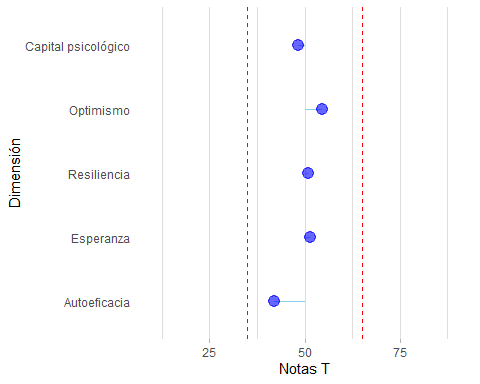 Capital psicológico
Optimismo
Resiliencia
Esperanza
Autoeficacia
Dimensión
25
50
75
Notas T